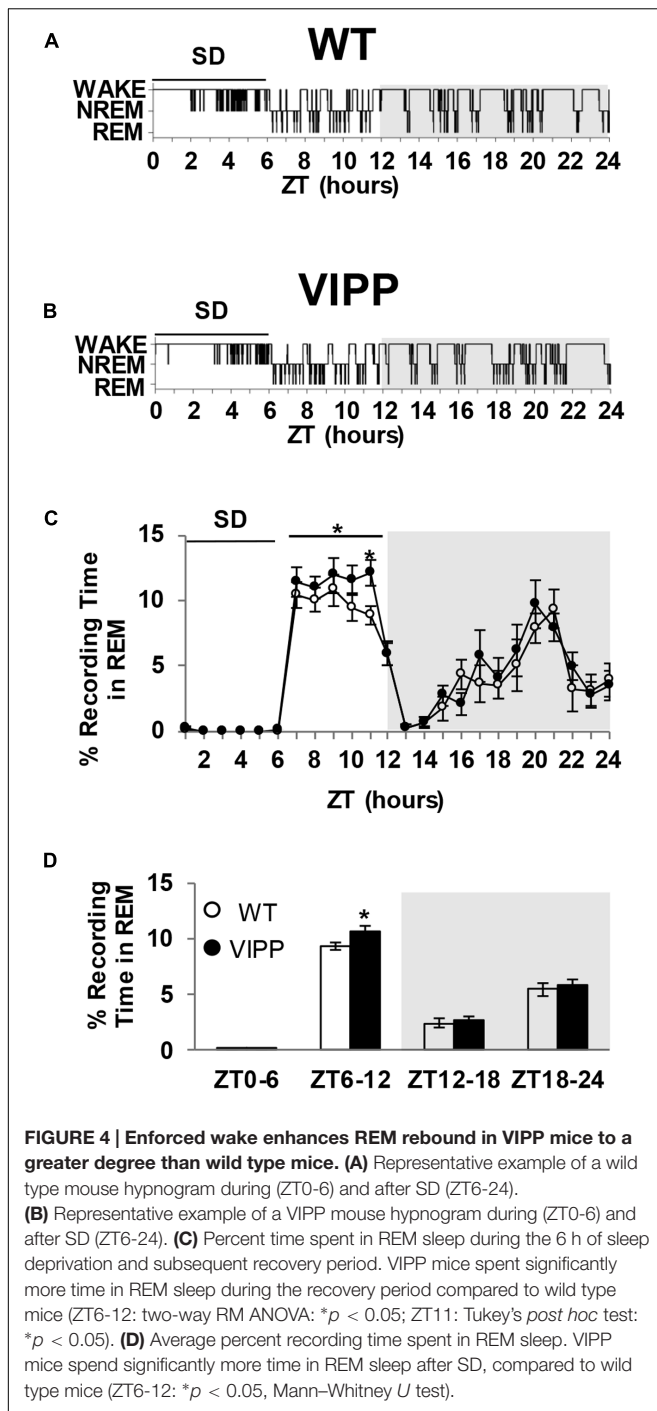 A
WT
SD
WAKE
NREM
REM
0 2 4 6 8 10 12 14 16 18 20 22 24
ZT (hours)
VIPP
B
SD
WAKE
NREM
REM
0 2 4 6 8 10 12 14 16 18 20 22 24
ZT (hours)
C
SD
*
*
15
10
5
0
% Recording Time
in REM
2 4 6 8 10 12 14 16 18 20 22 24
ZT (hours)
D
15
10
5
0
% Recording
Time in REM
WT
VIPP
*
ZT0-6 ZT6-12 ZT12-18 ZT18-24
FIGURE 4 | Enforced wake enhances REM rebound in VIPP mice to a
greater degree than wild type mice. (A) Representative example of a wild
type mouse hypnogram during (ZT0-6) and after SD (ZT6-24).
(B) Representative example of a VIPP mouse hypnogram during (ZT0-6) and
after SD (ZT6-24). (C) Percent time spent in REM sleep during the 6 h of sleep
deprivation and subsequent recovery period. VIPP mice spent significantly
more time in REM sleep during the recovery period compared to wild type
mice (ZT6-12: two-way RM ANOVA: *p < 0.05; ZT11: Tukey's post hoc test:
*p < 0.05). (D) Average percent recording time spent in REM sleep. VIPP
mice spend significantly more time in REM sleep after SD, compared to wild
type mice (ZT6-12: *p < 0.05, Mann–Whitney U test).